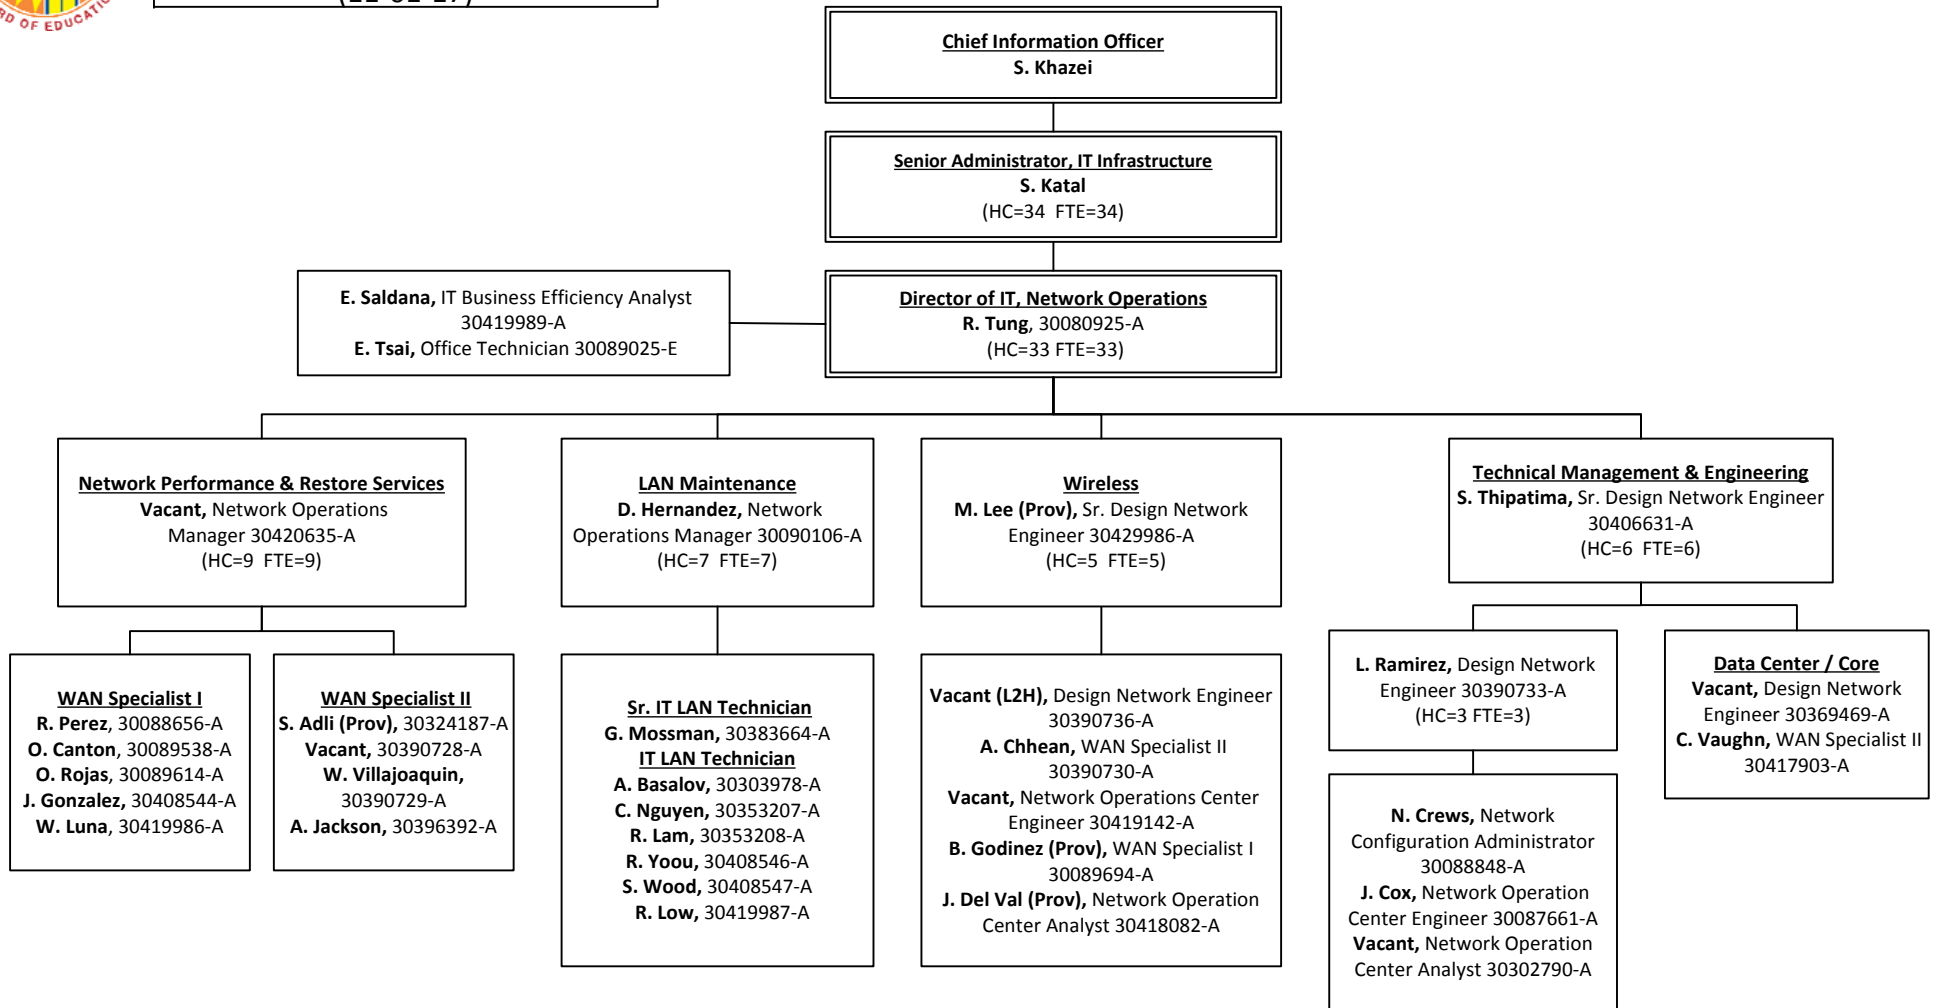 BOARD OF EDUCATION
Chief Information Officer
S. Khazei
Senior Administrator, IT Infrastructure
S. Katal
(HC=34 FTE=34)
E. Saldana, IT Business Efficiency Analyst
30419989-A
E. Tsai, Office Technician 30089025-E
Director of IT, Network Operations
R. Tung, 30080925-A
(HC=33 FTE=33)
Network Performance & Restore Services
Vacant, Network Operations
Manager 30420635-A
(HC=9 FTE=9)
LAN Maintenance
D. Hernandez, Network
Operations Manager 30090106-A
(HC=7 FTE=7)
Wireless
M. Lee (Prov), Sr. Design Network
Engineer 30429986-A
(HC=5 FTE=5)
Technical Management & Engineering
S. Thipatima, Sr. Design Network Engineer
30406631-A
(HC=6 FTE=6)
WAN Specialist I
R. Perez, 30088656-A
O. Canton, 30089538-A
O. Rojas, 30089614-A
J. Gonzalez, 30408544-A
W. Luna, 30419986-A
WAN Specialist II
S. Adli (Prov), 30324187-A
Vacant, 30390728-A
W. Villajoaquin,
30390729-A
A. Jackson, 30396392-A
Sr. IT LAN Technician
G. Mossman, 30383664-A
IT LAN Technician
A. Basalov, 30303978-A
C. Nguyen, 30353207-A
R. Lam, 30353208-A
R. Yoou, 30408546-A
S. Wood, 30408547-A
R. Low, 30419987-A
Vacant (L2H), Design Network Engineer
30390736-A
A. Chhean, WAN Specialist II
30390730-A
Vacant, Network Operations Center
Engineer 30419142-A
B. Godinez (Prov), WAN Specialist I
30089694-A
J. Del Val (Prov), Network Operation
Center Analyst 30418082-A
L. Ramirez, Design Network
Engineer 30390733-A
(HC=3 FTE=3)
N. Crews, Network
Configuration Administrator
30088848-A
J. Cox, Network Operation
Center Engineer 30087661-A
Vacant, Network Operation
Center Analyst 30302790-A
Data Center / Core
Vacant, Design Network
Engineer 30369469-A
C. Vaughn, WAN Specialist II
30417903-A